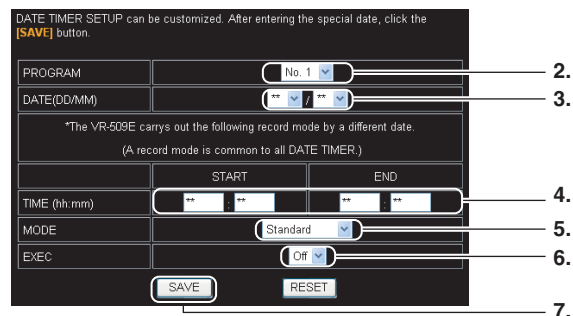 DATE TIMER SETUP can be customized. After entering the special date, click the
[SAVE] button.
PROGRAM No. 1 2.
DATE(DD/MM) ** / ** 3.
*The VR-509E carrys out the following record mode by a different date.
(A record mode is common to all DATE TIMER.)
START END
TIME (hh:mm) ** : ** ** : ** 4.
MODE Standard 5.
EXEC Off 6.
SAVE RESET
7.